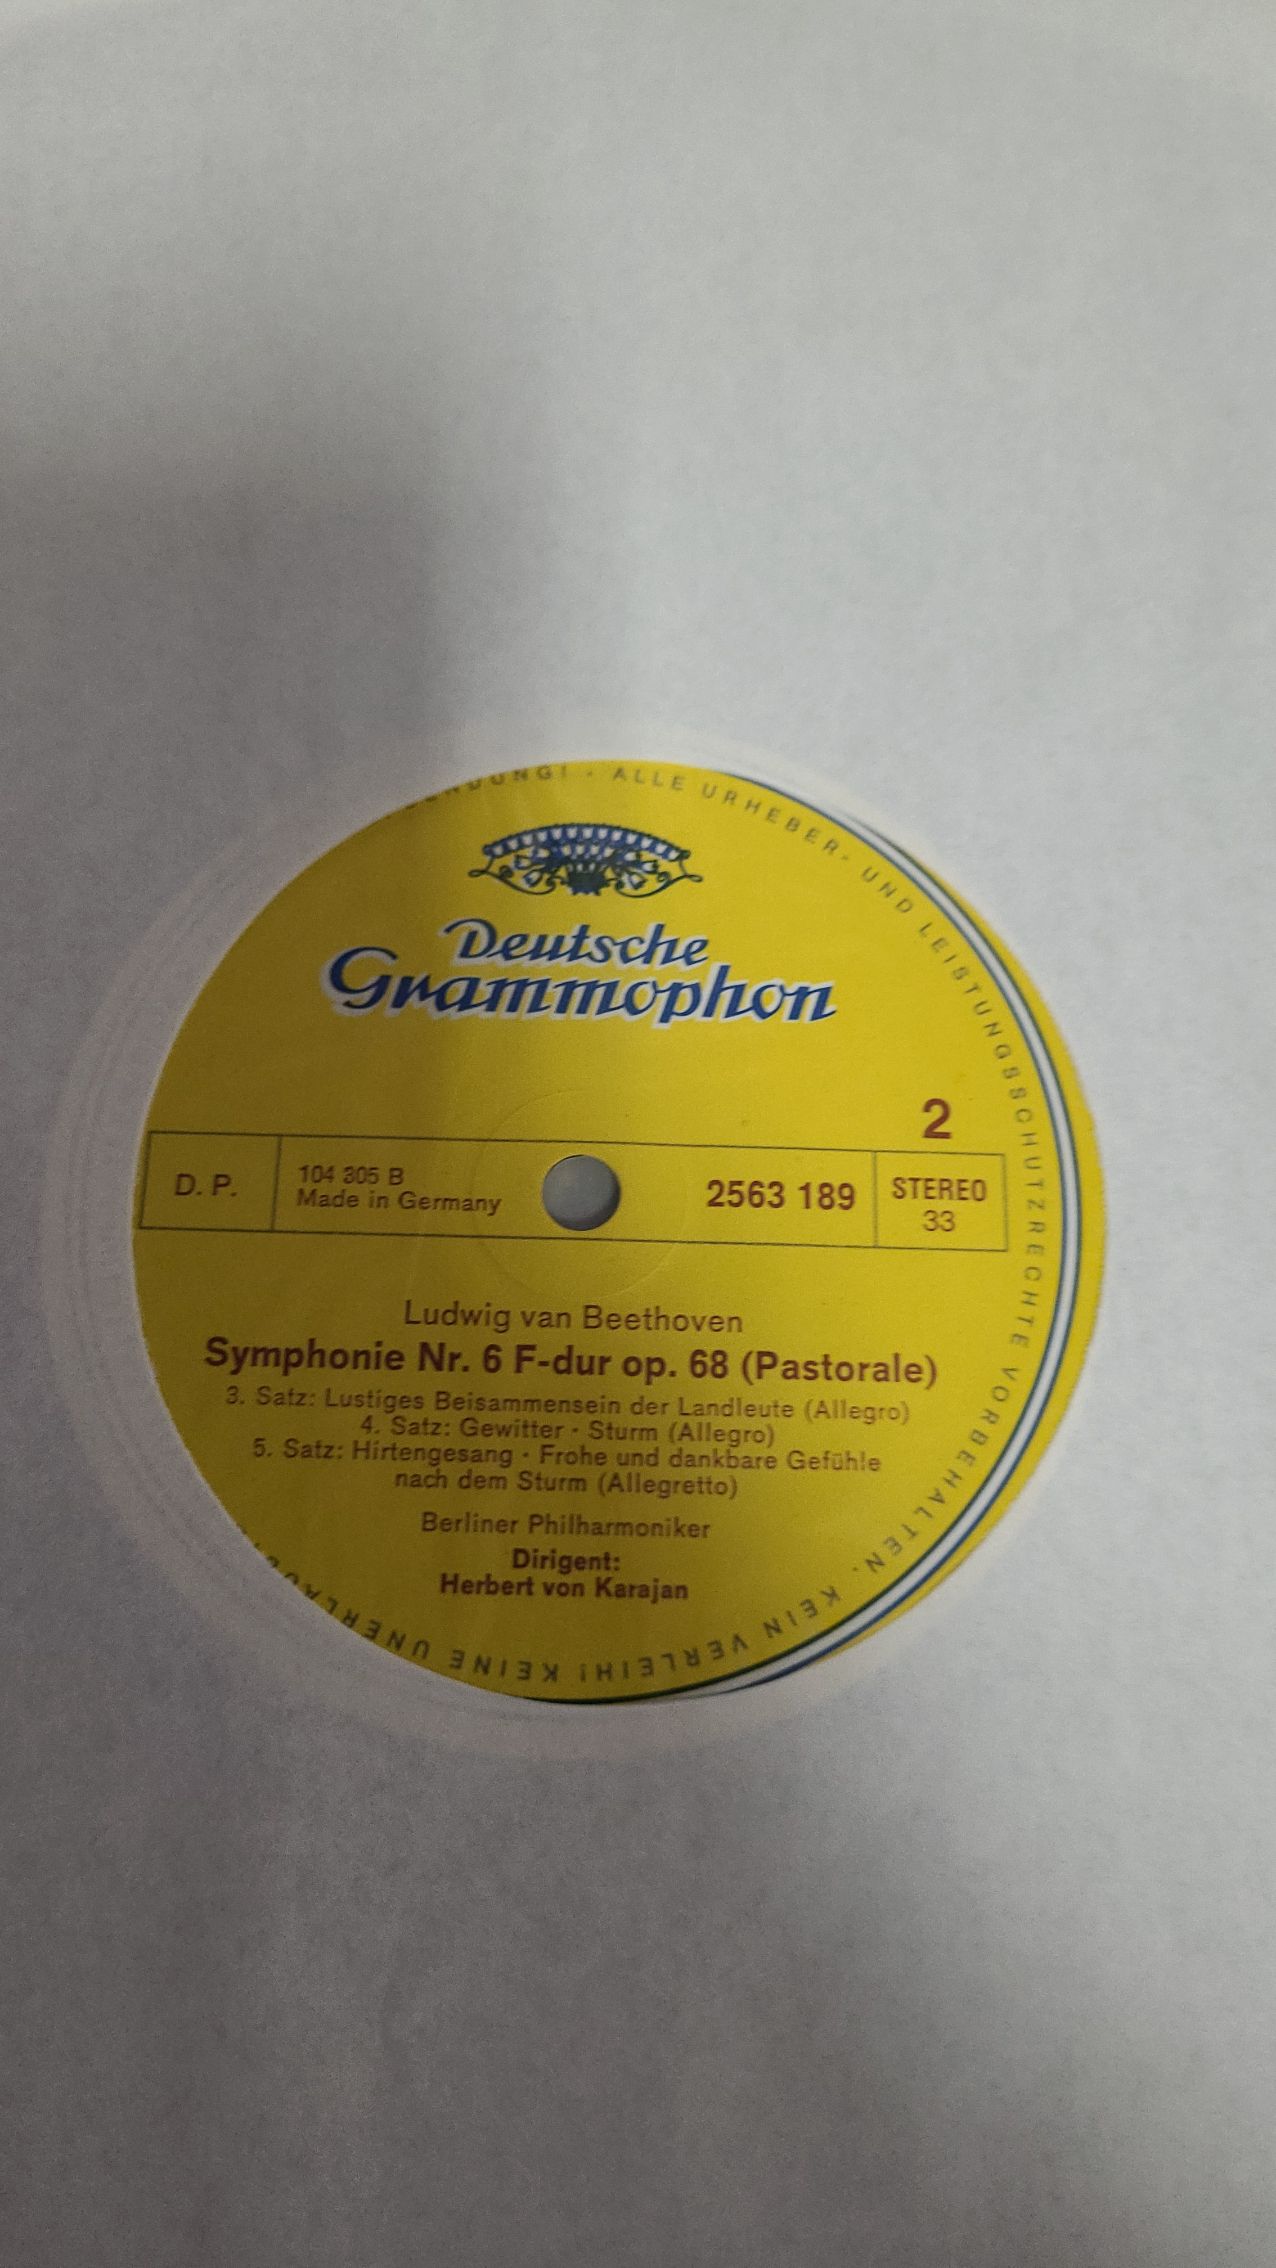 ALLE URHEBER- UND LEISTUNGSSCHUTZRECHTE VORBEHALTEN. KEIN VERLEIH! KEINE
Deutsche
Grammophon
2
D. P.
104 305 B
Made in Germany
2563 189
STEREO
33
Ludwig van Beethoven
Symphonie Nr. 6 F-dur op. 68 (Pastorale)
3. Satz: Lustiges Beisammensein der Landleute (Allegro)
4. Satz: Gewitter · Sturm (Allegro)
5. Satz: Hirtengesang · Frohe und dankbare Gefühle
nach dem Sturm (Allegretto)
Berliner Philharmoniker
Dirigent:
Herbert von Karajan